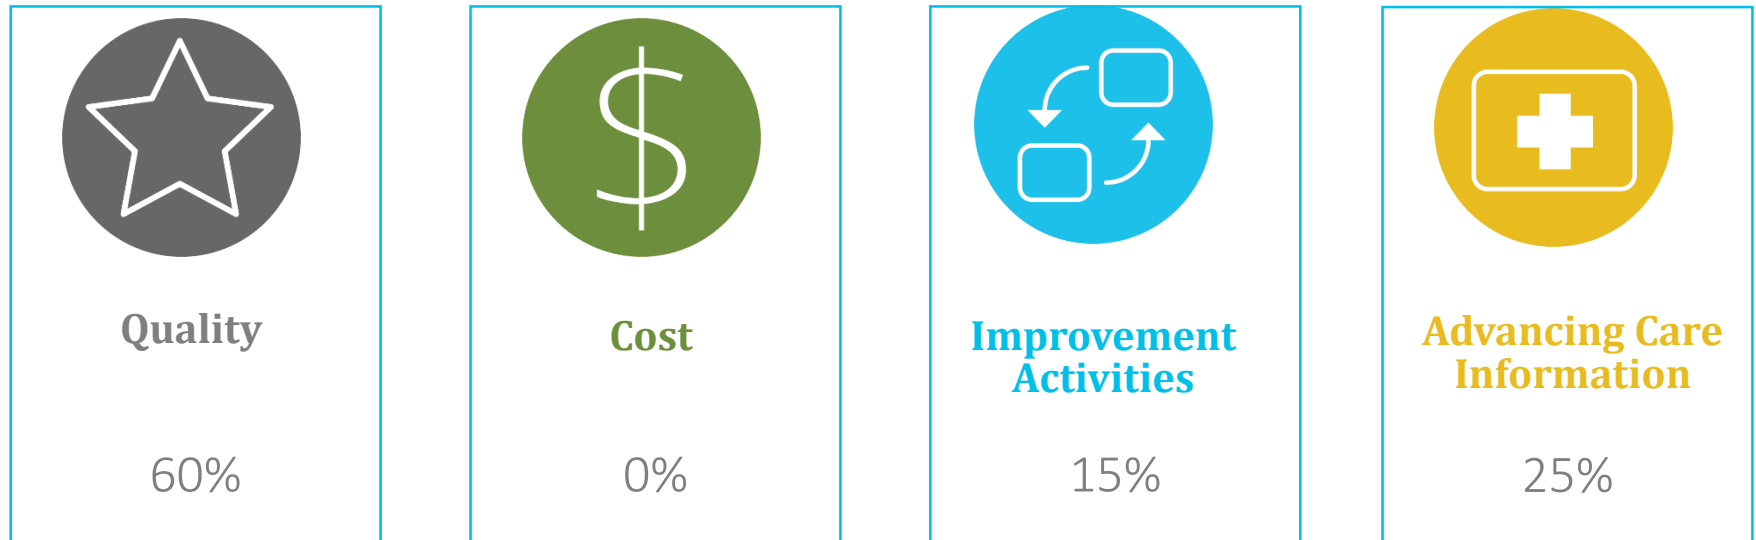 Quality
60%
Cost
0%
Improvement
Activities
15%
Advancing Care
Information
25%